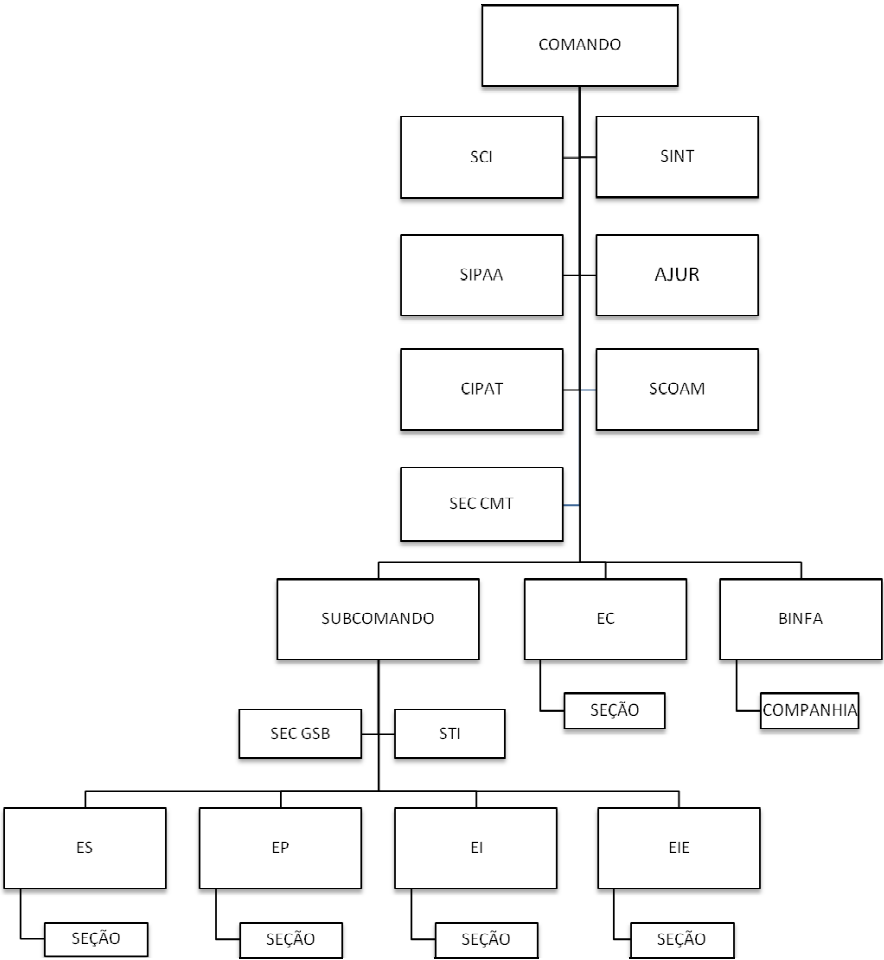 COMANDO
SCI
SINT
SIPAA
AJUR
CIPAT
SCOAM
SEC CMT
SUBCOMANDO
EC
BINFA
SEÇÃO
COMPANHIA
SEC GSB
STI
ES
EP
EI
EIE
SEÇÃO
SEÇÃO
SEÇÃO
SEÇÃO